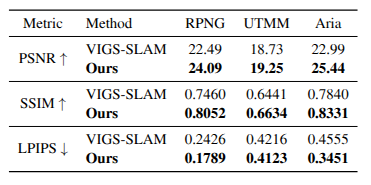 Metric Method RPNG UTMM Aria
PSNR ↑ VIGS-SLAM 22.49 18.73 22.99
Ours 24.09 19.25 25.44
SSIM ↑ VIGS-SLAM 0.7460 0.6441 0.7840
Ours 0.8052 0.6634 0.8331
LPIPS ↓ VIGS-SLAM 0.2426 0.4216 0.4555
Ours 0.1789 0.4123 0.3451